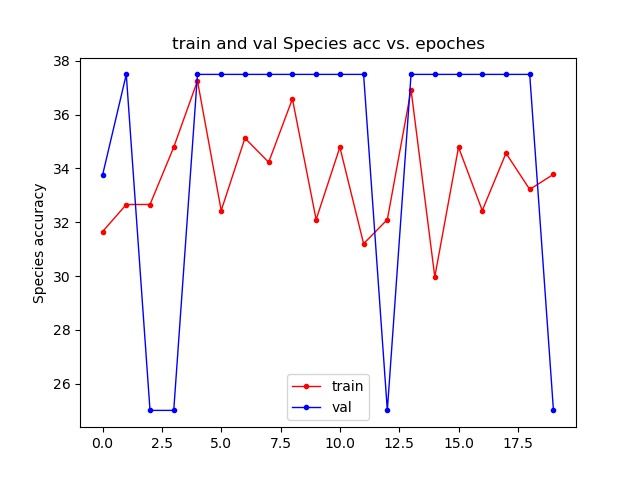 train and val Species acc vs. epoches
Species accuracy
38
36
34
32
30
28
26
train
val
0.0 2.5 5.0 7.5 10.0 12.5 15.0 17.5